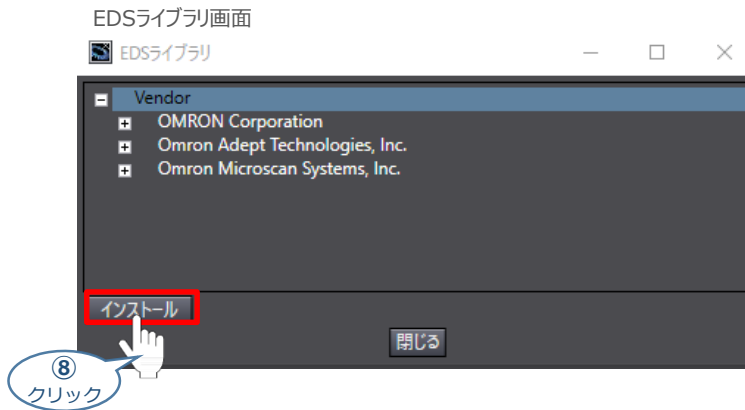 EDSライブラリ画面
EDSライブラリ
Vendor
OMRON Corporation
Omron Adept Technologies, Inc.
Omron Microscan Systems, Inc.
インストール
閉じる
⑧
クリック